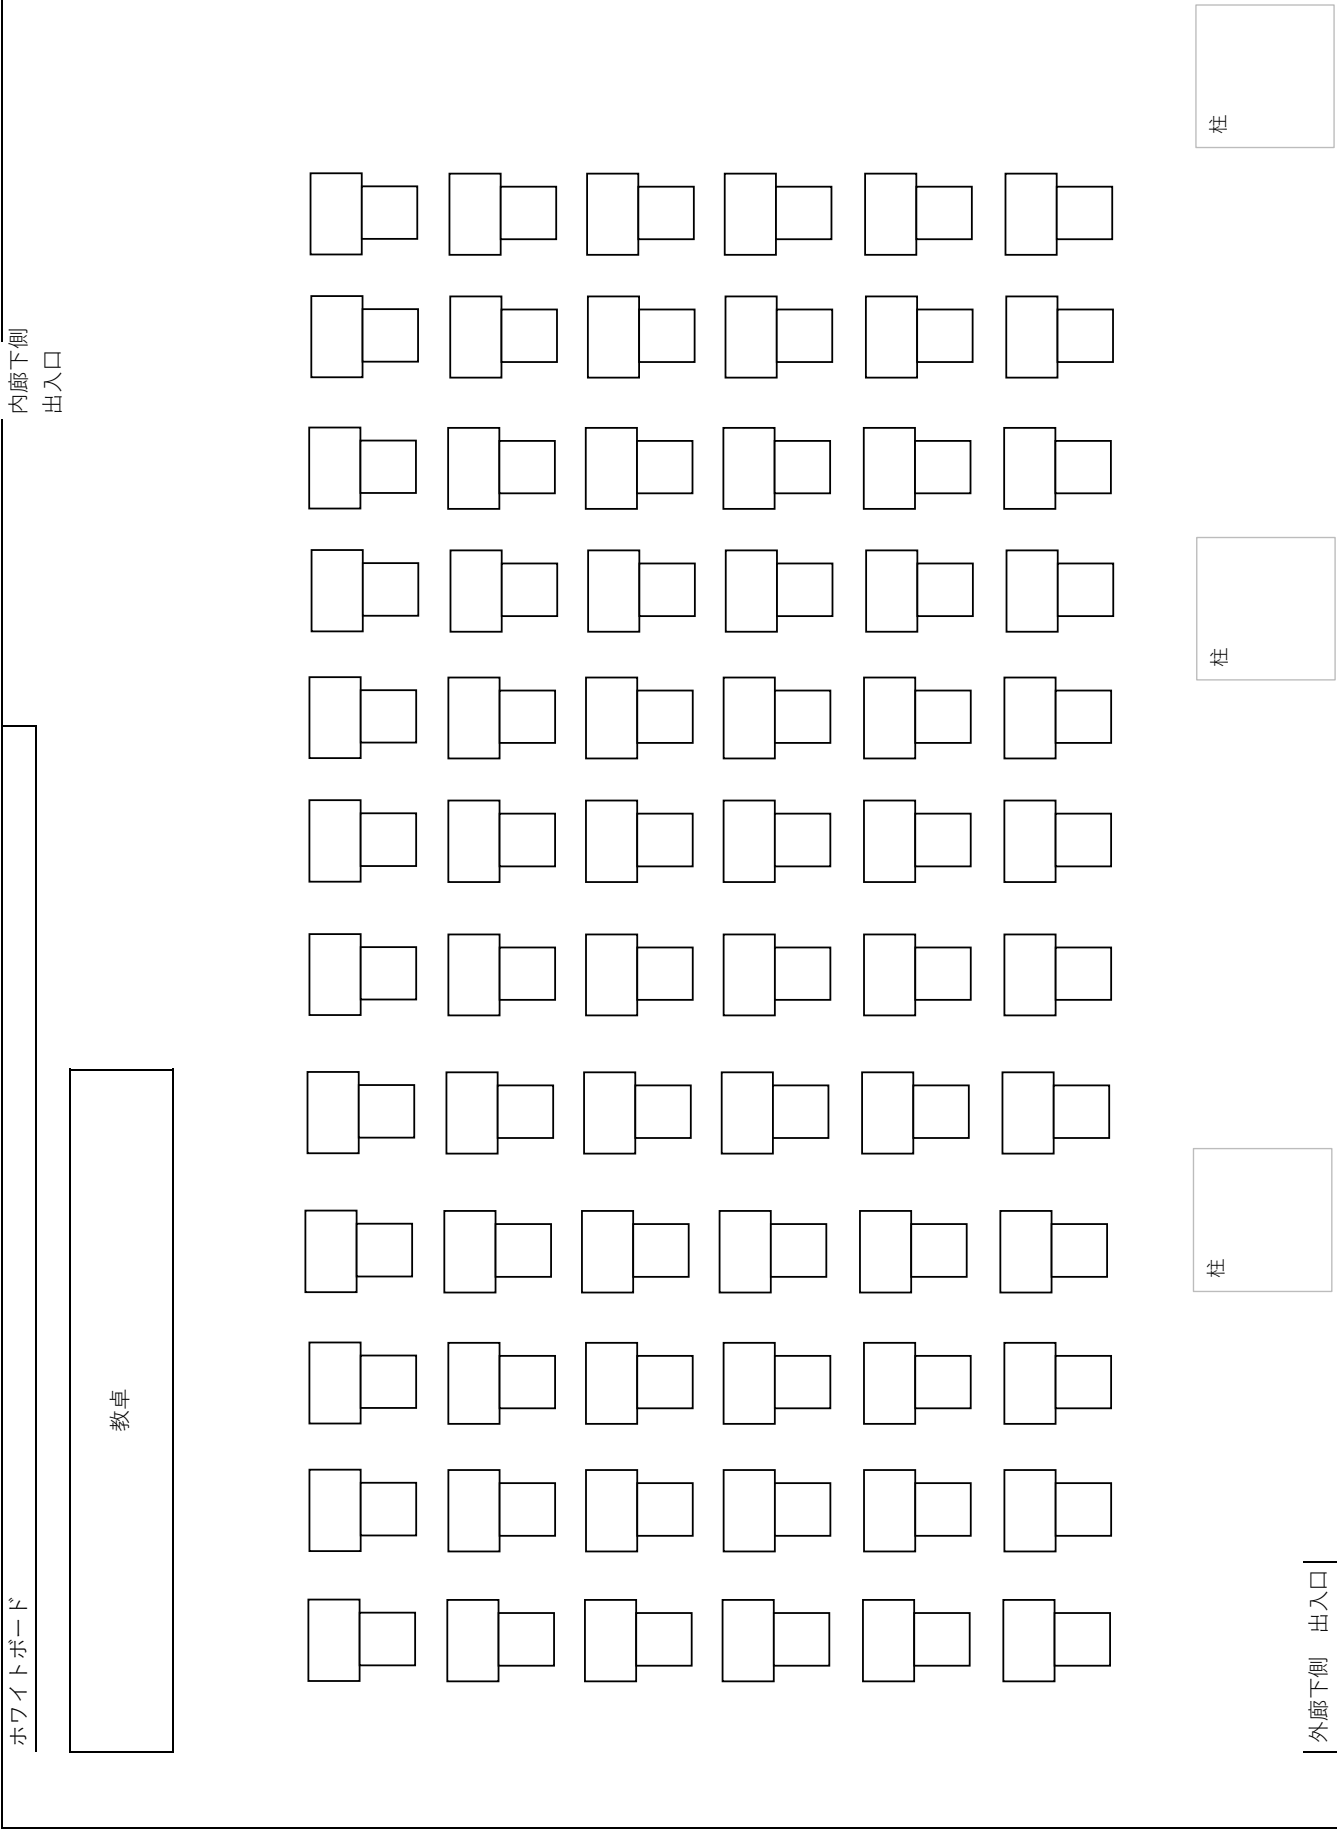 内廊下側
出入口
ホワイトボード
教卓
柱
柱
柱
外廊下側　出入口